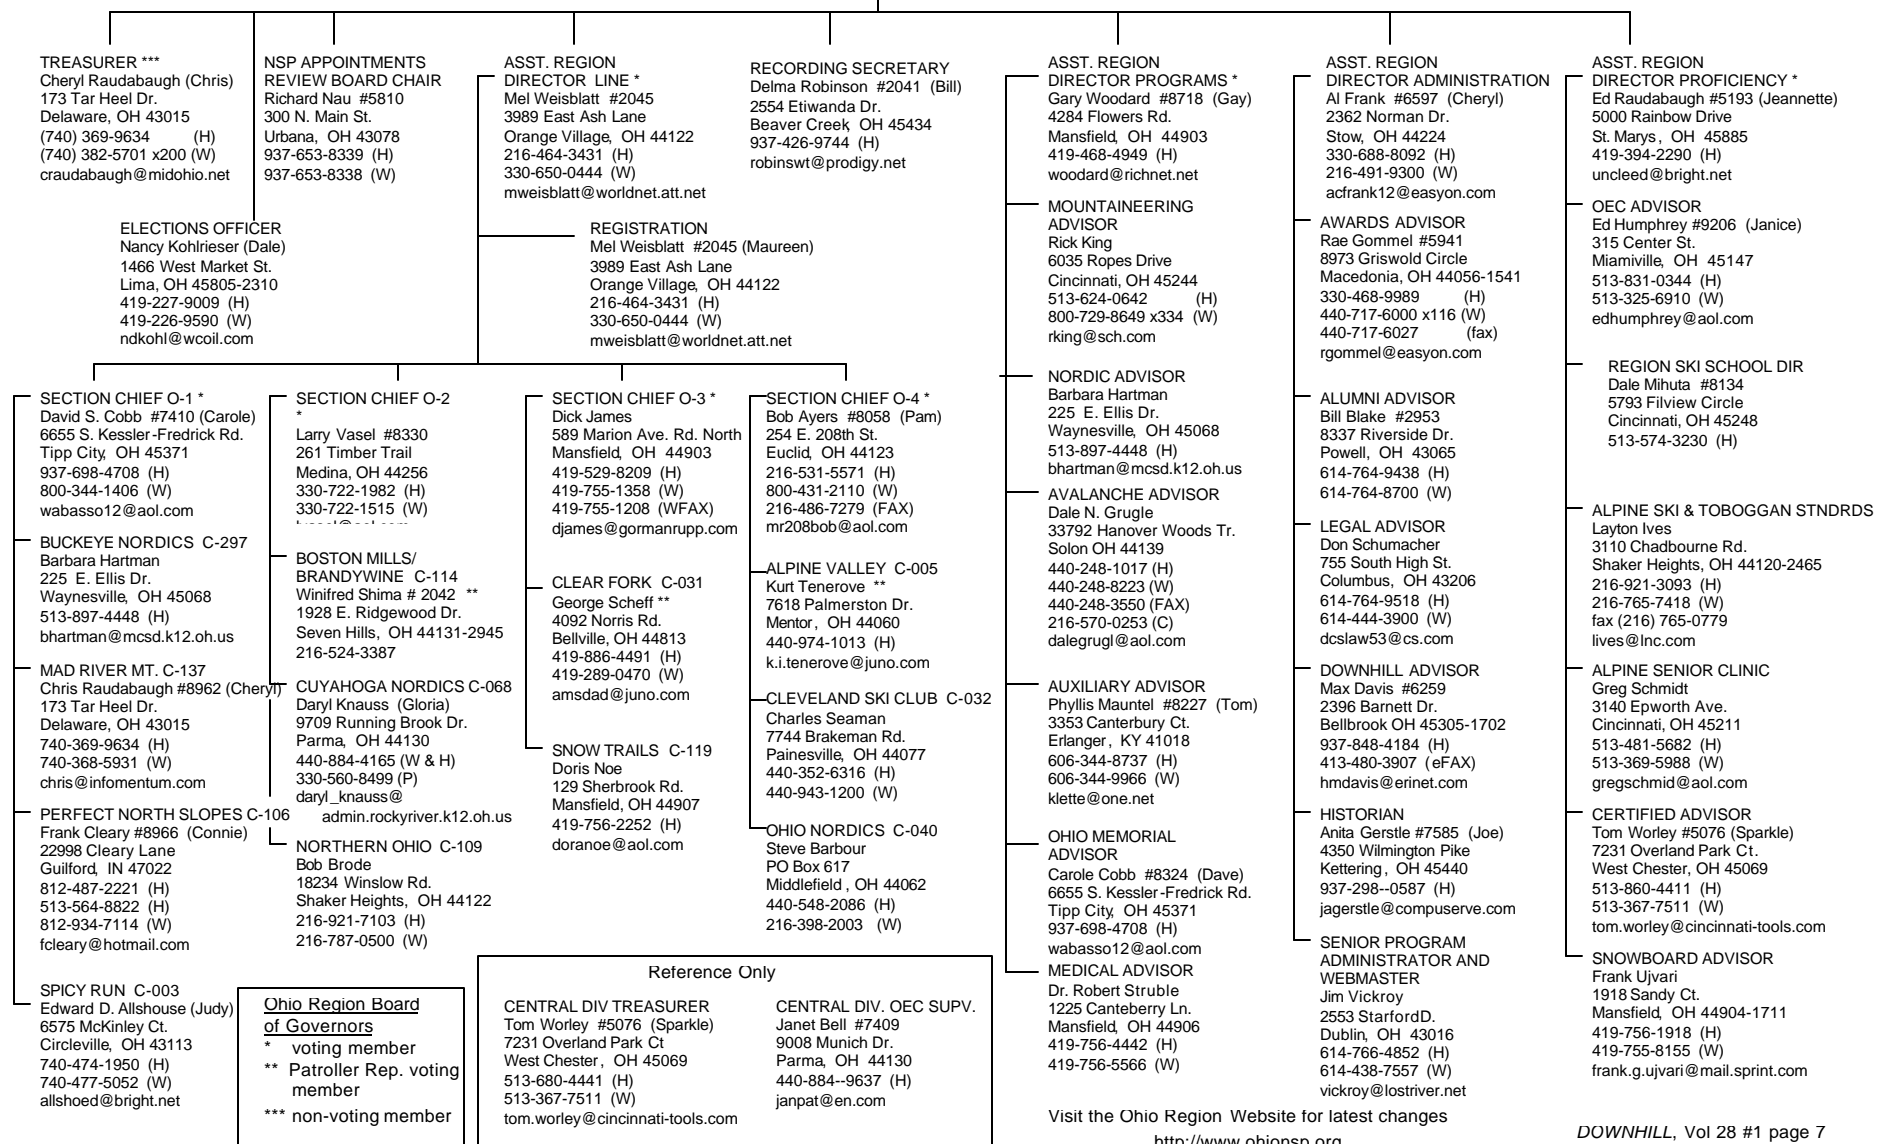 TREASURER ***
Cheryl Raudabaugh (Chris)
173 Tar Heel Dr.
Delaware, OH 43015
(740) 369-9634 (H)
(740) 382-5701 x200 (W)
craudabaugh@midohio.net
NSP APPOINTMENTS
REVIEW BOARD CHAIR
Richard Nau #5810
300 N. Main St.
Urbana, OH 43078
937-653-8339 (H)
937-653-8338 (W)
ASST. REGION
DIRECTOR LINE *
Mel Weisblatt #2045
3989 East Ash Lane
Orange Village, OH 44122
216-464-3431 (H)
330-650-0444 (W)
mweisblatt@worldnet.att.net
RECORDING SECRETARY
Delma Robinson #2041 (Bill)
2554 Etiwanda Dr.
Beaver Creek, OH 45434
937-426-9744 (H)
robinswt@prodigy.net
ELECTIONS OFFICER
Nancy Kohlrieser (Dale)
1466 West Market St.
Lima, OH 45805-2310
419-227-9009 (H)
419-226-9590 (W)
ndkohl@wcoil.com
REGISTRATION
Mel Weisblatt #2045 (Maureen)
3989 East Ash Lane
Orange Village, OH 44122
216-464-3431 (H)
330-650-0444 (W)
mweisblatt@worldnet.att.net
SECTION CHIEF O-1 *
David S. Cobb #7410 (Carole)
6655 S. Kessler-Fredrick Rd.
Tipp City, OH 45371
937-698-4708 (H)
800-344-1406 (W)
wabasso12@aol.com
BUCKEYE NORDICS C-297
Barbara Hartman
225 E. Ellis Dr.
Waynesville, OH 45068
513-897-4448 (H)
bhartman@mcsd.k12.oh.us
MAD RIVER MT. C-137
Chris Raudabaugh #8962 (Cheryl)
173 Tar Heel Dr.
Delaware, OH 43015
740-369-9634 (H)
740-368-5931 (W)
chris@infomentum.com
PERFECT NORTH SLOPES C-106
Frank Cleary #8966 (Connie)
22998 Cleary Lane
Guilford, IN 47022
812-487-2221 (H)
513-564-8822 (H)
812-934-7114 (W)
fcleary@hotmail.com
SPICY RUN C-003
Edward D. Allshouse (Judy)
6575 McKinley Ct.
Circleville, OH 43113
740-474-1950 (H)
740-477-5052 (W)
allshoed@bright.net
SECTION CHIEF O-2
*
Larry Vasel #8330
261 Timber Trail
Medina, OH 44256
330-722-1982 (H)
330-722-1515 (W)
BOSTON MILLS/
BRANDYWINE C-114
Winifred Shima # 2042 **
1928 E. Ridgewood Dr.
Seven Hills, OH 44131-2945
216-524-3387
CUYAHOGA NORDICS C-068
Daryl Knauss (Gloria)
9709 Running Brook Dr.
Parma, OH 44130
440-884-4165 (W & H)
330-560-8499 (P)
daryl_knauss@
admin.rockyriver.k12.oh.us
NORTHERN OHIO C-109
Bob Brode
18234 Winslow Rd.
Shaker Heights, OH 44122
216-921-7103 (H)
216-787-0500 (W)
SECTION CHIEF O-3 *
Dick James
589 Marion Ave. Rd. North
Mansfield, OH 44903
419-529-8209 (H)
419-755-1358 (W)
419-755-1208 (WFAX)
djames@gormanrupp.com
CLEAR FORK C-031
George Scheff **
4092 Norris Rd.
Bellville, OH 44813
419-886-4491 (H)
419-289-0470 (W)
amsdad@juno.com
SNOW TRAILS C-119
Doris Noe
129 Sherbrook Rd.
Mansfield, OH 44907
419-756-2252 (H)
doranoe@aol.com
SECTION CHIEF O-4 *
Bob Ayers #8058 (Pam)
254 E. 208th St.
Euclid, OH 44123
216-531-5571 (H)
800-431-2110 (W)
216-486-7279 (FAX)
mr208bob@aol.com
ALPINE VALLEY C-005
Kurt Tenerove **
7618 Palmerston Dr.
Mentor, OH 44060
440-974-1013 (H)
k.i.tenerove@juno.com
CLEVELAND SKI CLUB C-032
Charles Seaman
7744 Brakeman Rd.
Painesville, OH 44077
440-352-6316 (H)
440-943-1200 (W)
OHIO NORDICS C-040
Steve Barbour
PO Box 617
Middlefield, OH 44062
440-548-2086 (H)
216-398-2003 (W)
Ohio Region Board
of Governors
* voting member
** Patroller Rep. voting
member
*** non-voting member
Reference Only
CENTRAL DIV TREASURER
Tom Worley #5076 (Sparkle)
7231 Overland Park Ct
West Chester, OH 45069
513-680-4441 (H)
513-367-7511 (W)
tom.worley@cincinnati-tools.com
CENTRAL DIV. OEC SUPV.
Janet Bell #7409
9008 Munich Dr.
Parma, OH 44130
440-884--9637 (H)
janpat@en.com
ASST. REGION
DIRECTOR PROGRAMS *
Gary Woodard #8718 (Gay)
4284 Flowers Rd.
Mansfield, OH 44903
419-468-4949 (H)
woodard@richnet.net
MOUNTAINEERING
ADVISOR
Rick King
6035 Ropes Drive
Cincinnati, OH 45244
513-624-0642 (H)
800-729-8649 x334 (W)
rking@sch.com
NORDIC ADVISOR
Barbara Hartman
225 E. Ellis Dr.
Waynesville, OH 45068
513-897-4448 (H)
bhartman@mcsd.k12.oh.us
AVALANCHE ADVISOR
Dale N. Grugle
33792 Hanover Woods Tr.
Solon OH 44139
440-248-1017 (H)
440-248-8223 (W)
440-248-3550 (FAX)
216-570-0253 (C)
dalegrugl@aol.com
AUXILIARY ADVISOR
Phyllis Mauntel #8227 (Tom)
3353 Canterbury Ct.
Erlanger, KY 41018
606-344-8737 (H)
606-344-9966 (W)
klette@one.net
OHIO MEMORIAL
ADVISOR
Carole Cobb #8324 (Dave)
6655 S. Kessler-Fredrick Rd.
Tipp City, OH 45371
937-698-4708 (H)
wabasso12@aol.com
MEDICAL ADVISOR
Dr. Robert Struble
1225 Canteberry Ln.
Mansfield, OH 44906
419-756-4442 (H)
419-756-5566 (W)
ASST. REGION
DIRECTOR ADMINISTRATION
Al Frank #6597 (Cheryl)
2362 Norman Dr.
Stow, OH 44224
330-688-8092 (H)
216-491-9300 (W)
acfrank12@easyon.com
AWARDS ADVISOR
Rae Gommel #5941
8973 Griswold Circle
Macedonia, OH 44056-1541
330-468-9989 (H)
440-717-6000 x116 (W)
440-717-6027 (fax)
rgommel@easyon.com
ALUMNI ADVISOR
Bill Blake #2953
8337 Riverside Dr.
Powell, OH 43065
614-764-9438 (H)
614-764-8700 (W)
LEGAL ADVISOR
Don Schumacher
755 South High St.
Columbus, OH 43206
614-764-9518 (H)
614-444-3900 (W)
dcslaw53@cs.com
DOWNHILL ADVISOR
Max Davis #6259
2396 Barnett Dr.
Bellbrook OH 45305-1702
937-848-4184 (H)
413-480-3907 (eFAX)
hmdavis@erinet.com
HISTORIAN
Anita Gerstle #7585 (Joe)
4350 Wilmington Pike
Kettering, OH 45440
937-298--0587 (H)
jagerstle@compuserve.com
SENIOR PROGRAM
ADMINISTRATOR AND
WEBMASTER
Jim Vickroy
2553 StarfordD.
Dublin, OH 43016
614-766-4852 (H)
614-438-7557 (W)
vickroy@lostriver.net
ASST. REGION
DIRECTOR PROFICIENCY *
Ed Raudabaugh #5193 (Jeannette)
5000 Rainbow Drive
St. Marys, OH 45885
419-394-2290 (H)
uncleed@bright.net
OEC ADVISOR
Ed Humphrey #9206 (Janice)
315 Center St.
Miamiville, OH 45147
513-831-0344 (H)
513-325-6910 (W)
edhumphrey@aol.com
REGION SKI SCHOOL DIR
Dale Mihuta #8134
5793 Filview Circle
Cincinnati, OH 45248
513-574-3230 (H)
ALPINE SKI & TOBOGGAN STNDRDS
Layton Ives
3110 Chadbourne Rd.
Shaker Heights, OH 44120-2465
216-921-3093 (H)
216-765-7418 (W)
fax (216) 765-0779
lives@lnc.com
ALPINE SENIOR CLINIC
Greg Schmidt
3140 Epworth Ave.
Cincinnati, OH 45211
513-481-5682 (H)
513-369-5988 (W)
gregschmid@aol.com
CERTIFIED ADVISOR
Tom Worley #5076 (Sparkle)
7231 Overland Park Ct.
West Chester, OH 45069
513-860-4411 (H)
513-367-7511 (W)
tom.worley@cincinnati-tools.com
SNOWBOARD ADVISOR
Frank Ujvari
1918 Sandy Ct.
Mansfield, OH 44904-1711
419-756-1918 (H)
419-755-8155 (W)
frank.g.ujvari@mail.sprint.com
Visit the Ohio Region Website for latest changes
http://www.ohionsp.org
DOWNHILL, Vol 28 #1 page 7